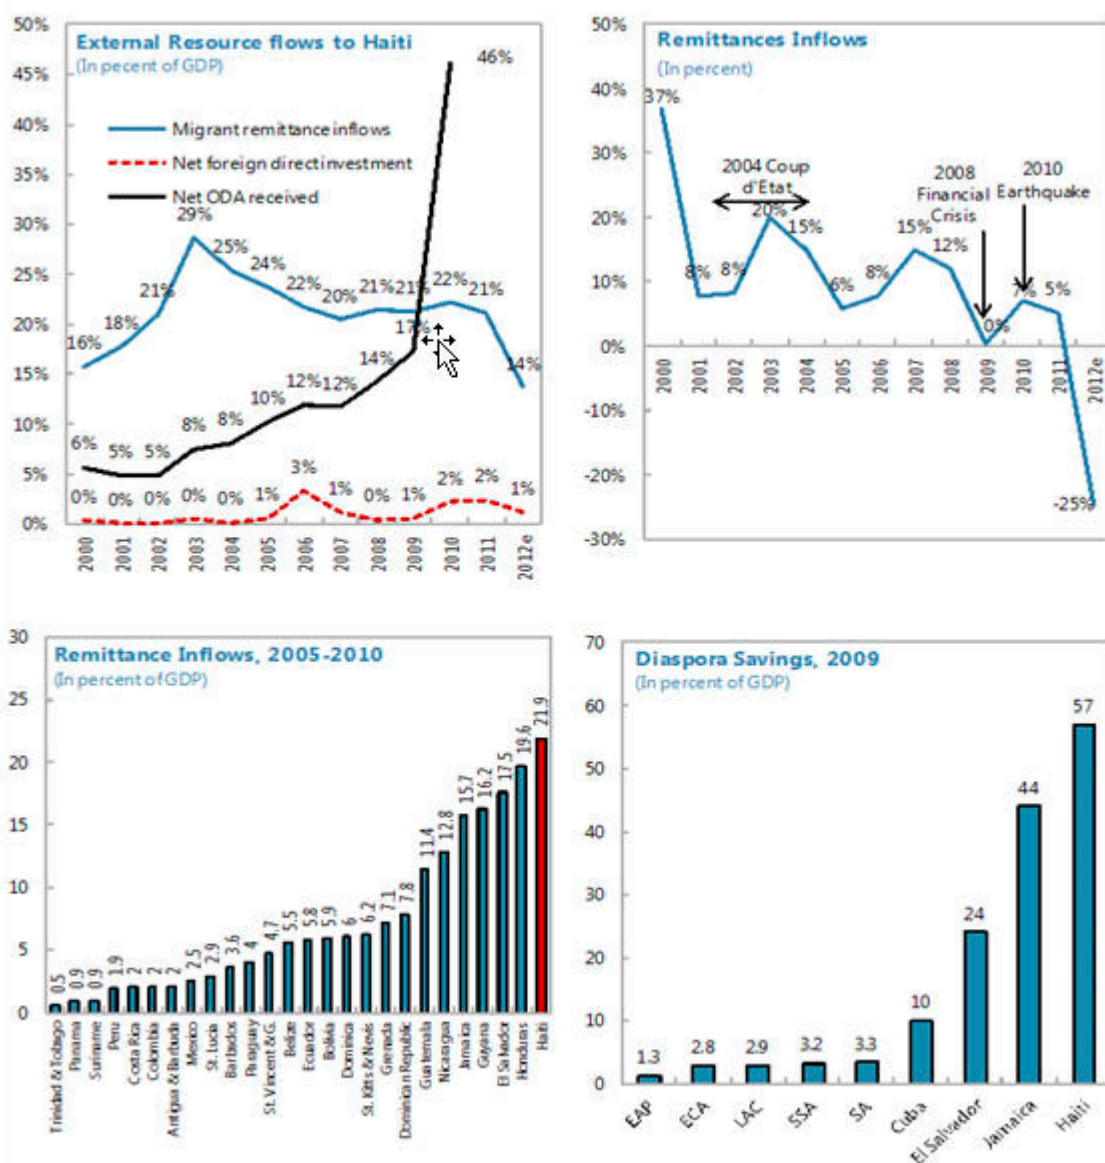 External Resource flows to Haiti
(In pecent of GDP)
50%
45%
40%
35%
30%
25%
20%
15%
10%
5%
0%
Migrant remittance inflows
Net foreign direct investment
Net ODA received
46%
16%
18%
21%
29%
25%
24%
22%
20%
21%
21%
22%
21%
14%
6%
5%
5%
8%
8%
10%
12%
12%
14%
17%
0%
0%
0%
0%
0%
1%
3%
1%
0%
1%
2%
2%
1%
2000
2001
2002
2003
2004
2005
2006
2007
2008
2009
2010
2011
2012e
Remittances Inflows
(In percent)
50%
40%
30%
20%
10%
0%
-10%
-20%
-30%
37%
8%
8%
20%
15%
6%
8%
15%
12%
0%
7%
5%
-25%
2004 Coup
d'Etat
2008
Financial
Crisis
2010
Earthquake
2000
2001
2002
2003
2004
2005
2006
2007
2008
2009
2010
2011
2012e
Remittance Inflows, 2005-2010
(In percent of GDP)
30
25
20
15
10
5
0
0.5
0.9
0.9
1.9
2
2
2
2.5
2.9
3.6
4
4.7
5.5
5.8
5.9
6
6.2
7.1
7.8
11.4
12.8
15.7
16.2
17.5
19.6
21.9
Trinidad & Tobago
Panama
Suriname
Peru
Costa Rica
Colombia
Antigua & Barbuda
Mexico
St. Lucia
Barbados
Paraguay
St. Vincent & G.
Belize
Ecuador
Bolivia
Dominica
St. Kitts & Nevis
Grenada
Dominican Republic
Guatemala
Nicaragua
Jamaica
Guyana
El Salvador
Honduras
Haiti
Diaspora Savings, 2009
(In percent of GDP)
70
60
50
40
30
20
10
0
1.3
2.8
2.9
3.2
3.3
10
24
44
57
EAP
ECA
LAC
SSA
SA
Cuba
El Salvador
Jamaica
Haiti